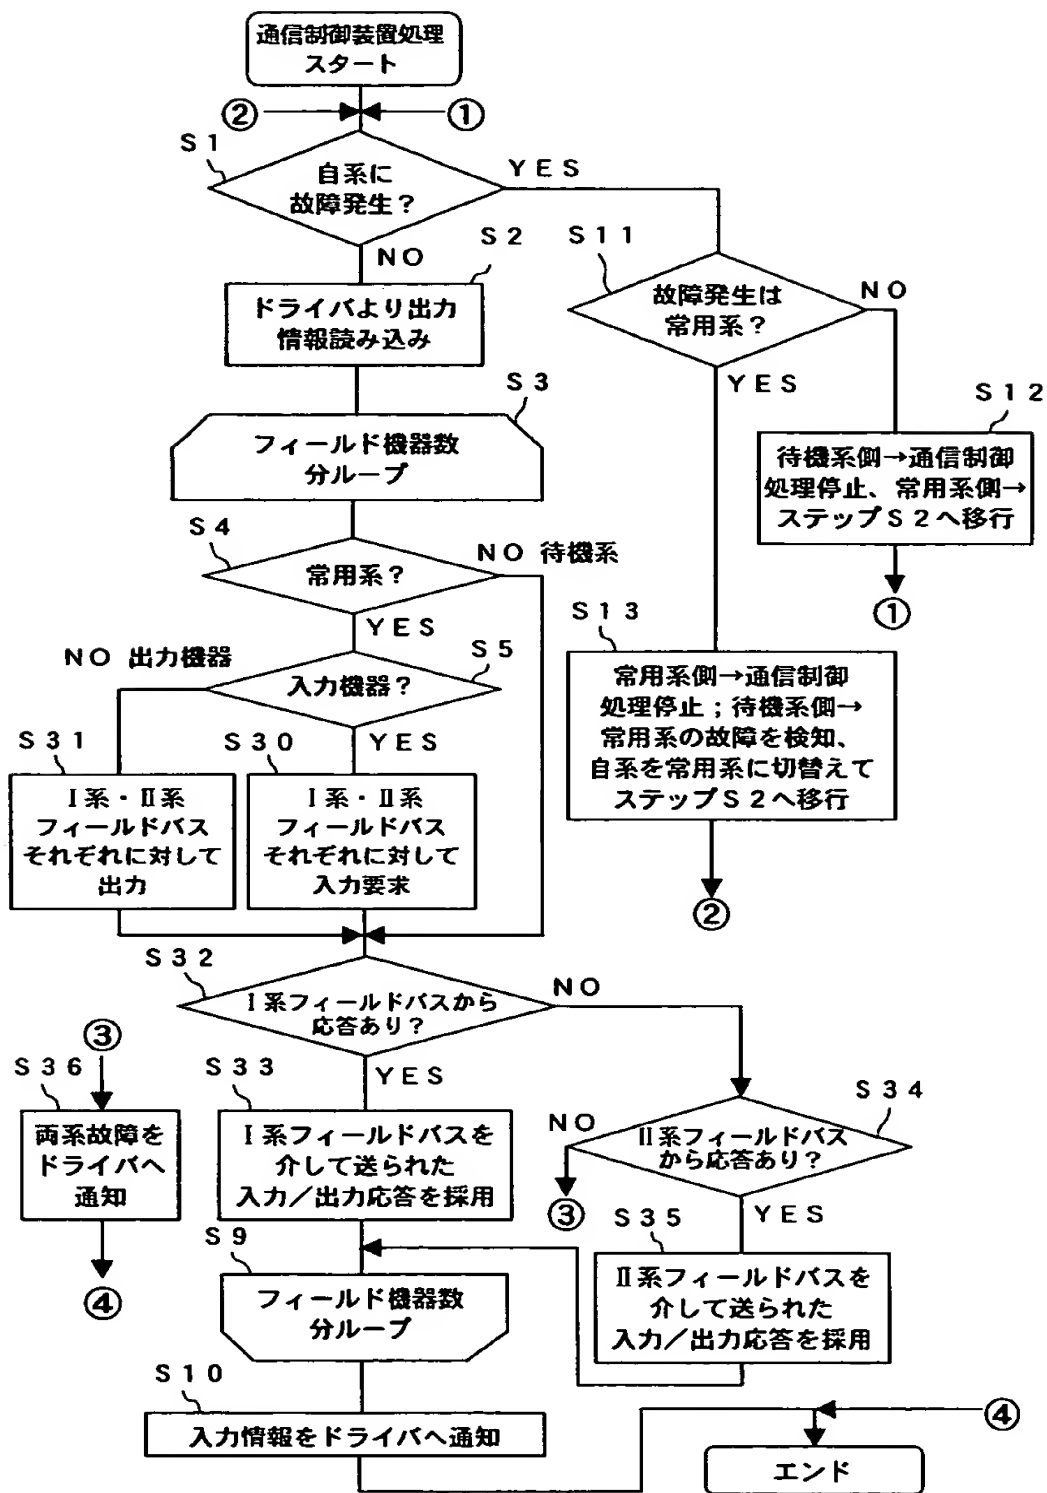 通信制御装置処理
スタート
②
①
S1
自系に
故障発生？
YES
NO
S2
ドライバより出力
情報読み込み
S11
故障発生は
常用系？
NO
YES
S3
フィールド機器数
分ループ
S12
待機系側→通信制御
処理停止、常用系側→
ステップS2へ移行
①
S4
常用系？
NO 待機系
YES
S13
常用系側→通信制御
処理停止；待機系側→
常用系の故障を検知、
自系を常用系に切替えて
ステップS2へ移行
②
NO 出力機器
S5
入力機器？
YES
S31
Ⅰ系・Ⅱ系
フィールドバス
それぞれに対して
出力
S30
Ⅰ系・Ⅱ系
フィールドバス
それぞれに対して
入力要求
S32
Ⅰ系フィールドバスから
応答あり？
NO
YES
③
S36
両系故障を
ドライバへ
通知
④
S33
Ⅰ系フィールドバスを
介して送られた
入力／出力応答を採用
S34
Ⅱ系フィールドバス
から応答あり？
NO
③
YES
S35
Ⅱ系フィールドバスを
介して送られた
入力／出力応答を採用
S9
フィールド機器数
分ループ
S10
入力情報をドライバへ通知
④
エンド